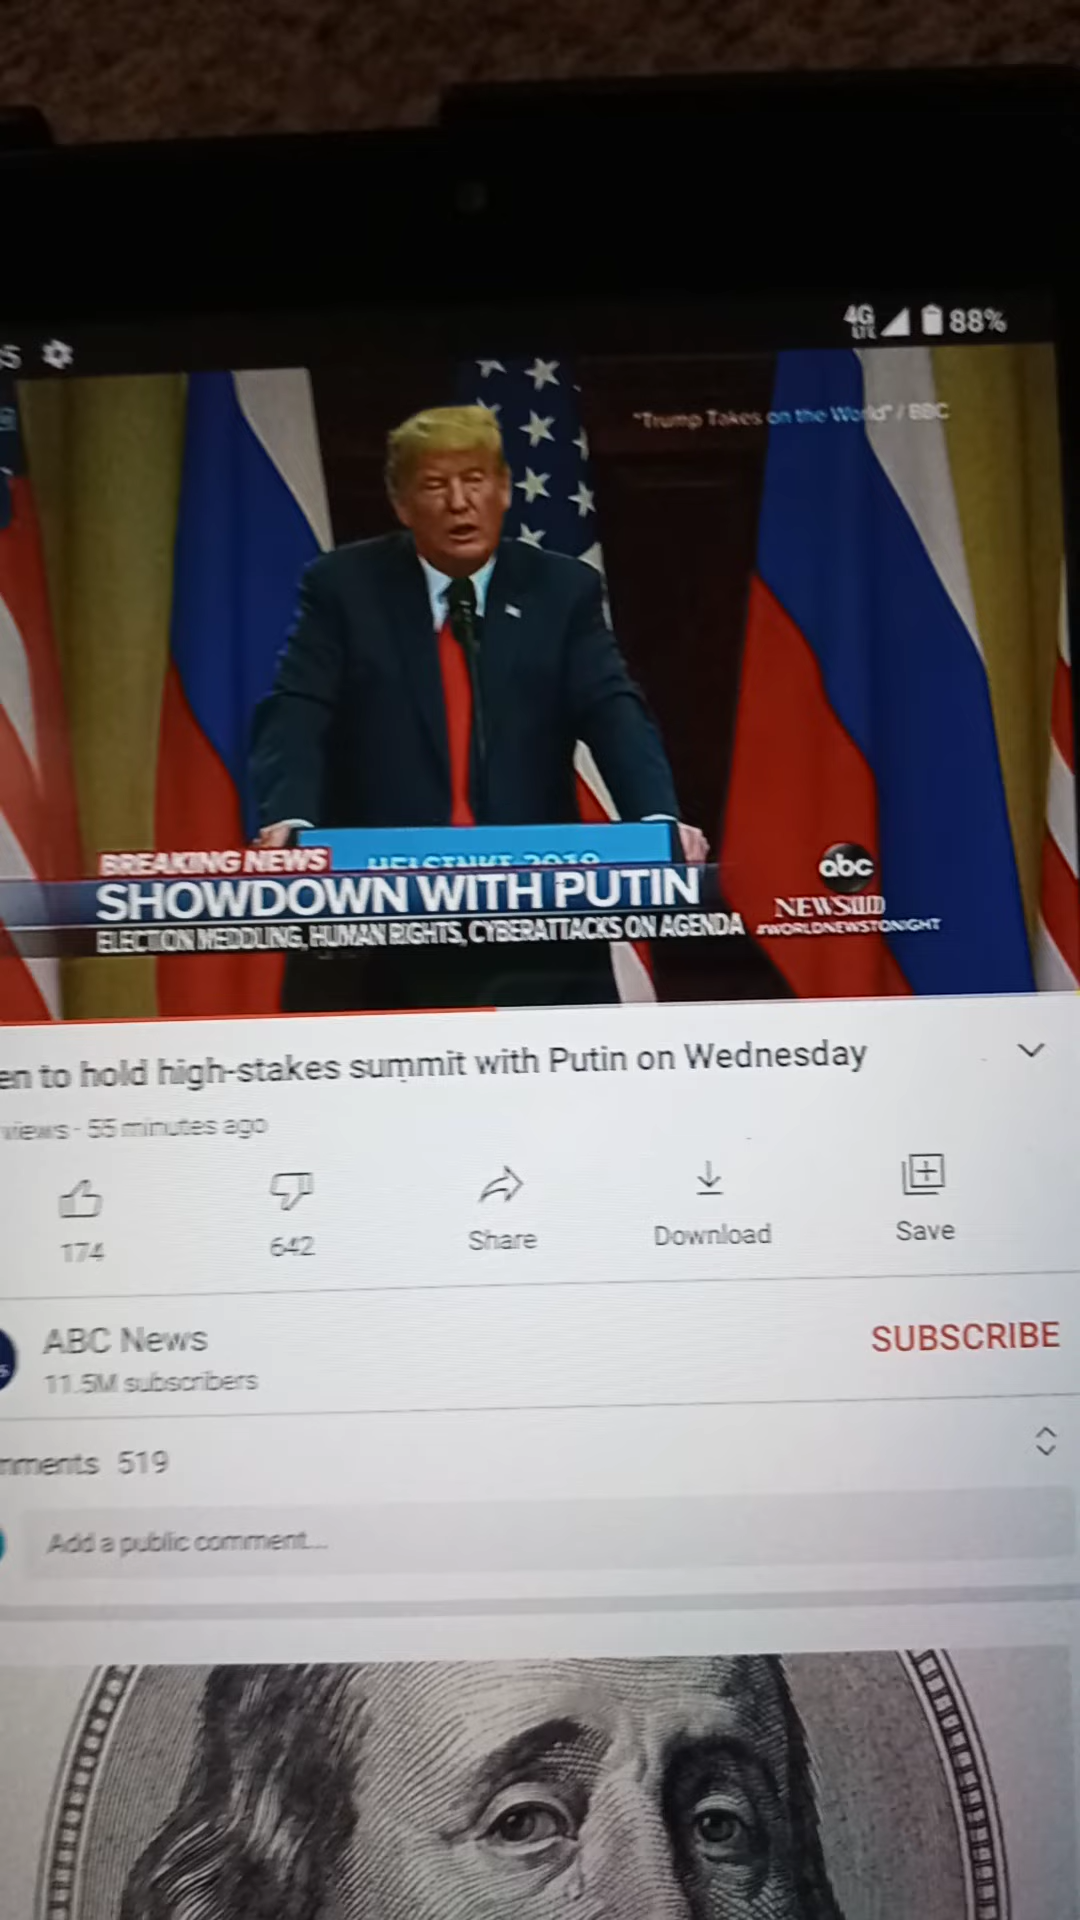 4G
LTE
88%
"Trump Takes on the World" / BBC
BREAKING NEWS
SHOWDOWN WITH PUTIN
ELECTION MEDDLING, HUMAN RIGHTS, CYBERATTACKS ON AGENDA
abc
NEWS
#WORLDNEWSTONIGHT
en to hold high-stakes summit with Putin on Wednesday
views · 55 minutes ago
174
642
Share
Download
Save
ABC News
11.5M subscribers
SUBSCRIBE
mments 519
Add a public comment...